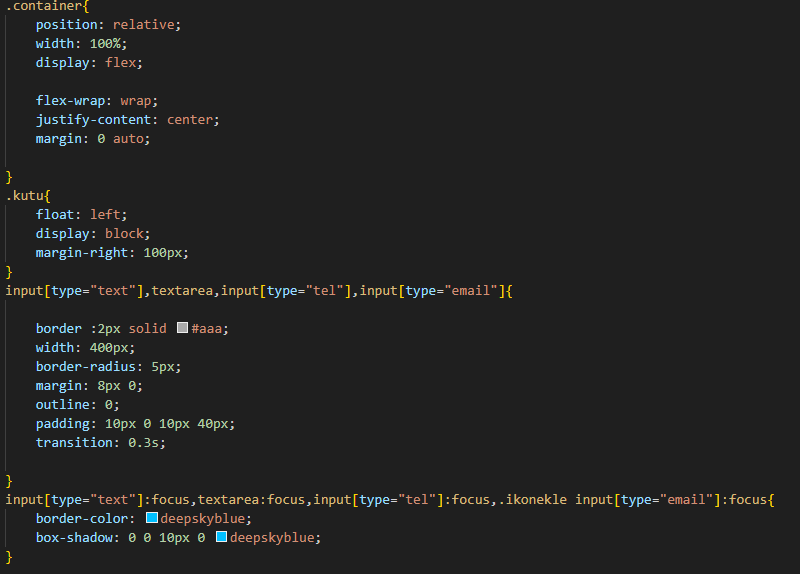 .container{
position: relative;
width: 100%;
display: flex;
flex-wrap: wrap;
justify-content: center;
margin: 0 auto;
}
.kutu{
float: left;
display: block;
margin-right: 100px;
}
input[type="text"],textarea,input[type="tel"],input[type="email"]{
border :2px solid #aaa;
width: 400px;
border-radius: 5px;
margin: 8px 0;
outline: 0;
padding: 10px 0 10px 40px;
transition: 0.3s;
}
input[type="text"]:focus,textarea:focus,input[type="tel"]:focus,.ikonekle input[type="email"]:focus{
border-color: deepskyblue;
box-shadow: 0 0 10px 0 deepskyblue;
}